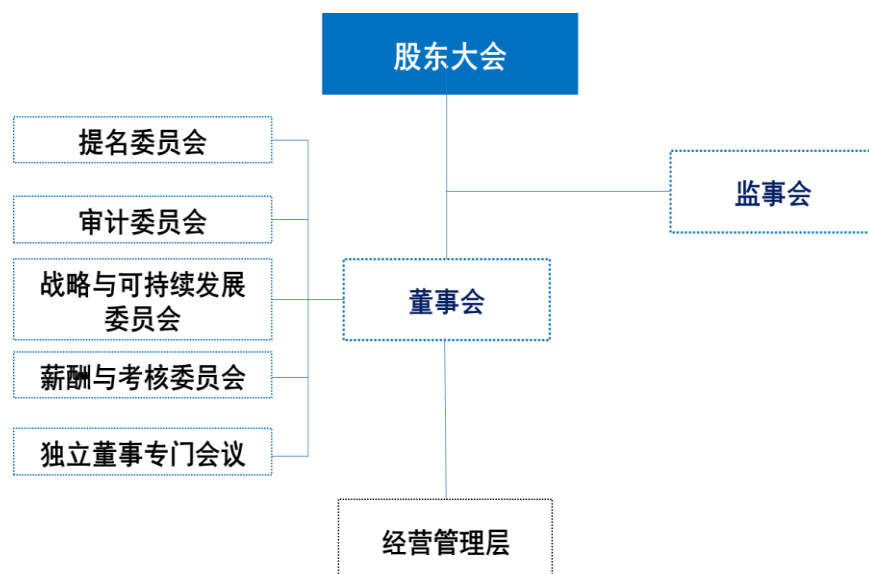 股东大会
提名委员会
监事会
审计委员会
战略与可持续发展
委员会
董事会
薪酬与考核委员会
独立董事专门会议
经营管理层